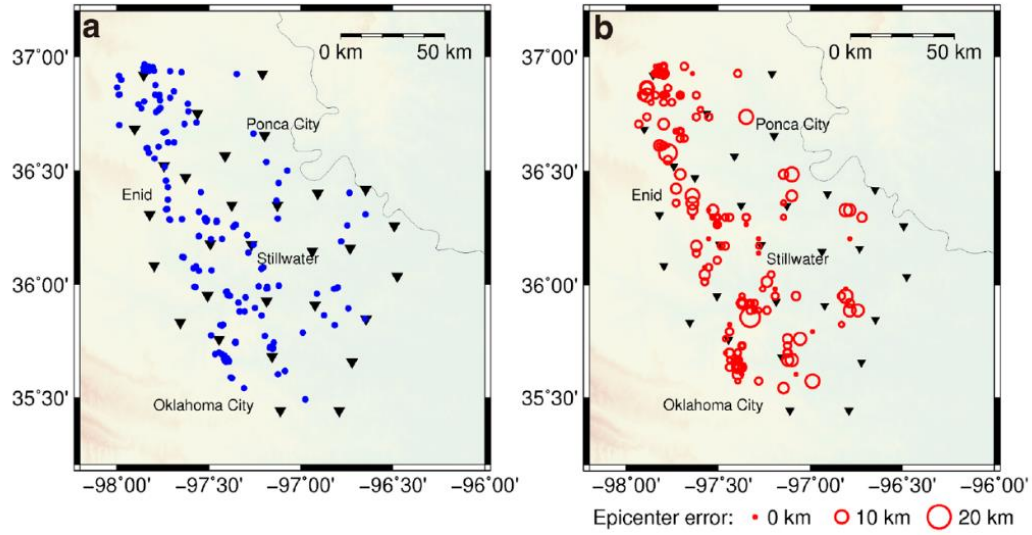 a
0 km 50 km
37°00'
Ponca City
36°30'
Enid
Stillwater
36°00'
35°30'
Oklahoma City
−98°00' −97°30' −97°00' −96°30' −96°00'
b
0 km 50 km
37°00'
Ponca City
36°30'
Enid
Stillwater
36°00'
35°30'
Oklahoma City
−98°00' −97°30' −97°00' −96°30' −96°00'
Epicenter error: 0 km 10 km 20 km